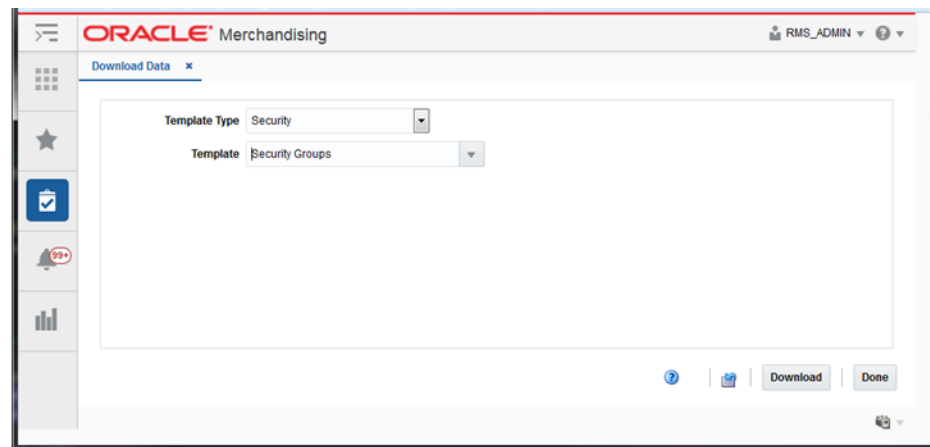 ORACLE® Merchandising
RMS_ADMIN
Download Data ×
Template Type Security
Template Security Groups
99+
Download Done